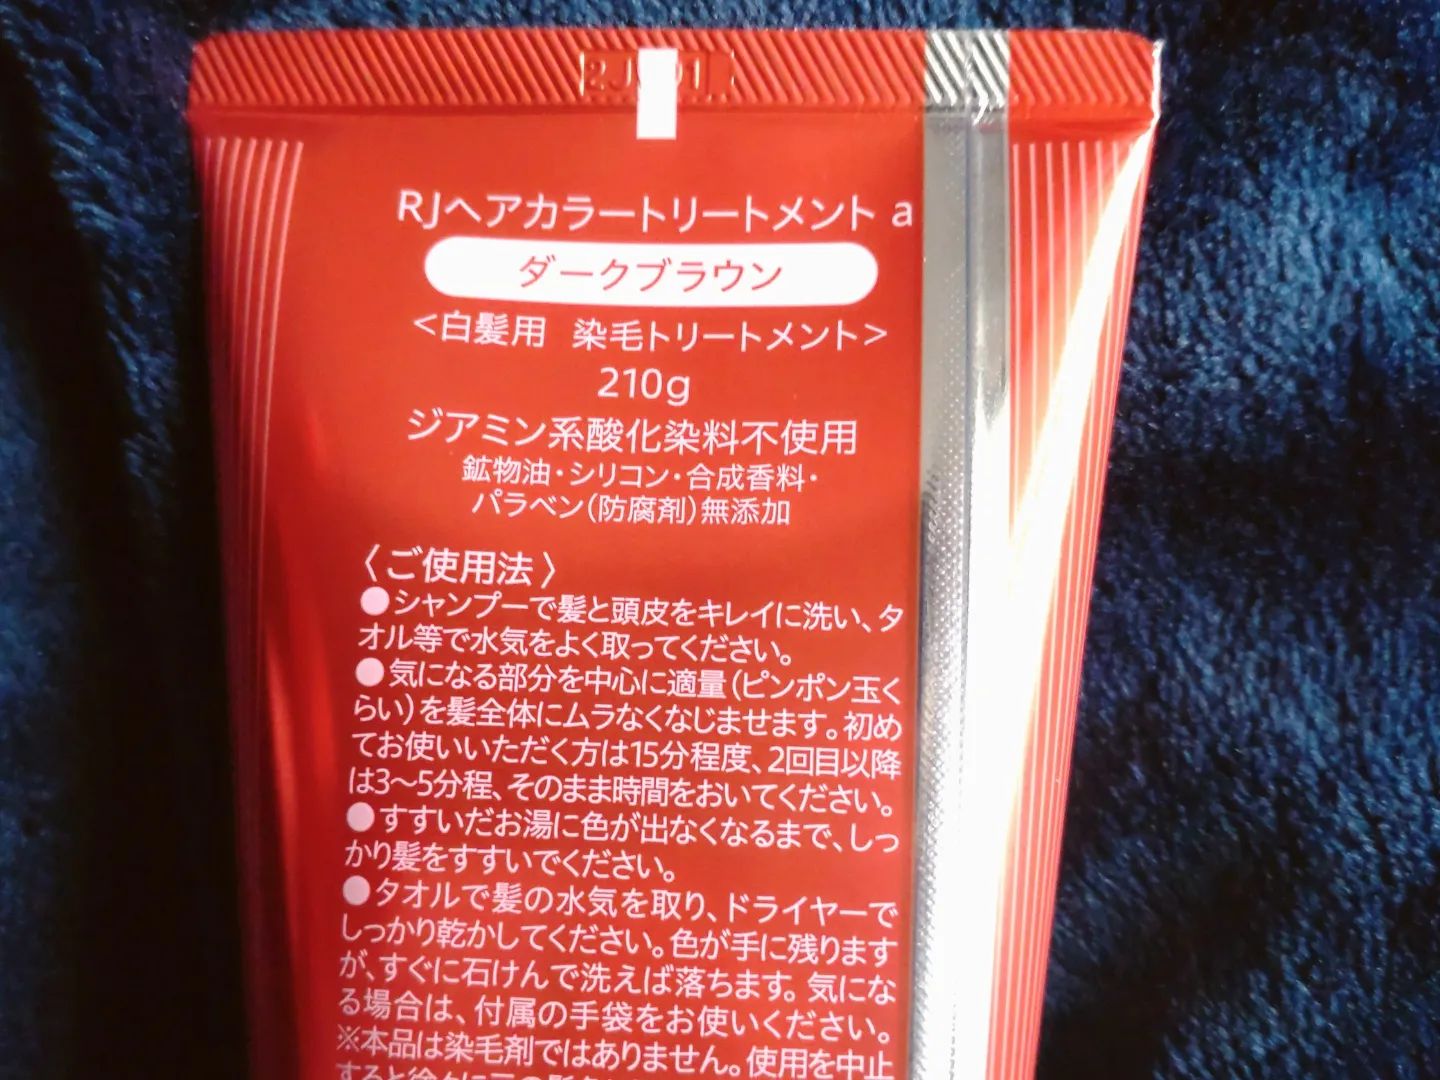 RJヘアカラートリートメント a
ダークブラウン
<白髪用 染毛トリートメント>
210g
ジアミン系酸化染料不使用
鉱物油・シリコン・合成香料・
パラベン(防腐剤)無添加
〈ご使用法〉
●シャンプーで髪と頭皮をキレイに洗い、タ
オル等で水気をよく取ってください。
●気になる部分を中心に適量(ピンポン玉く
らい)を髪全体にムラなくなじませます。初め
てお使いいただく方は15分程度、2回目以降
は3〜5分程、そのまま時間をおいてください。
●すすいだお湯に色が出なくなるまで、しっ
かり髪をすすいでください。
●タオルで髪の水気を取り、ドライヤーで
しっかり乾かしてください。色が手に残ります
が、すぐに石けんで洗えば落ちます。気にな
る場合は、付属の手袋をお使いください。
※本品は染毛剤ではありません。使用を中止